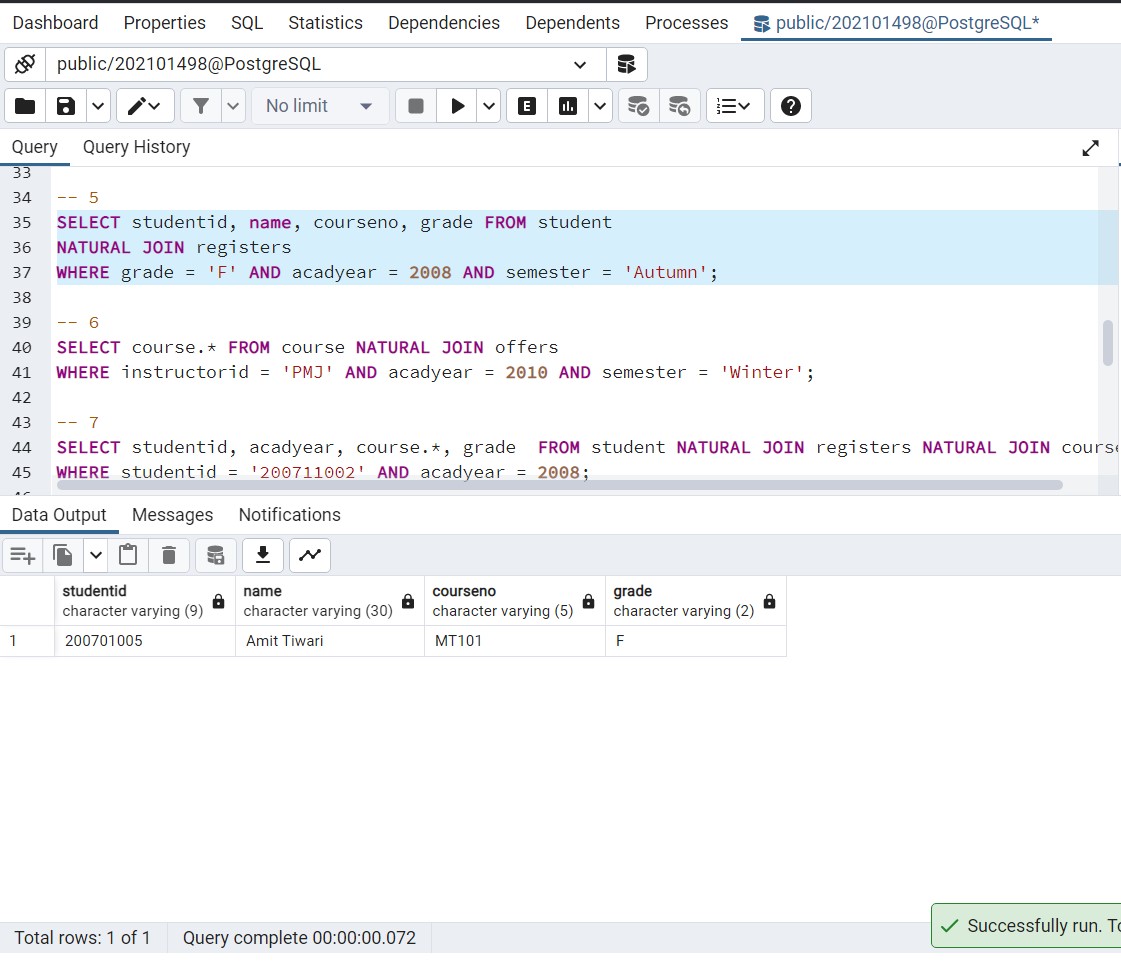 Dashboard Properties SQL Statistics Dependencies Dependents Processes public/202101498@PostgreSQL*
public/202101498@PostgreSQL
No limit
Query Query History
33
34 -- 5
35 SELECT studentid, name, courseno, grade FROM student
36 NATURAL JOIN registers
37 WHERE grade = 'F' AND acadyear = 2008 AND semester = 'Autumn';
38
39 -- 6
40 SELECT course.* FROM course NATURAL JOIN offers
41 WHERE instructorid = 'PMJ' AND acadyear = 2010 AND semester = 'Winter';
42
43 -- 7
44 SELECT studentid, acadyear, course.*, grade FROM student NATURAL JOIN registers NATURAL JOIN cours
45 WHERE studentid = '200711002' AND acadyear = 2008;
Data Output Messages Notifications
studentid name courseno grade
character varying (9) character varying (30) character varying (5) character varying (2)
1 200701005 Amit Tiwari MT101 F
Total rows: 1 of 1 Query complete 00:00:00.072
Successfully run.